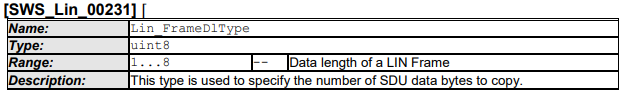 [SWS_Lin_00231] ⌈
Name: Lin_FrameDlType
Type: uint8
Range: 1...8 -- Data length of a LIN Frame
Description: This type is used to specify the number of SDU data bytes to copy.